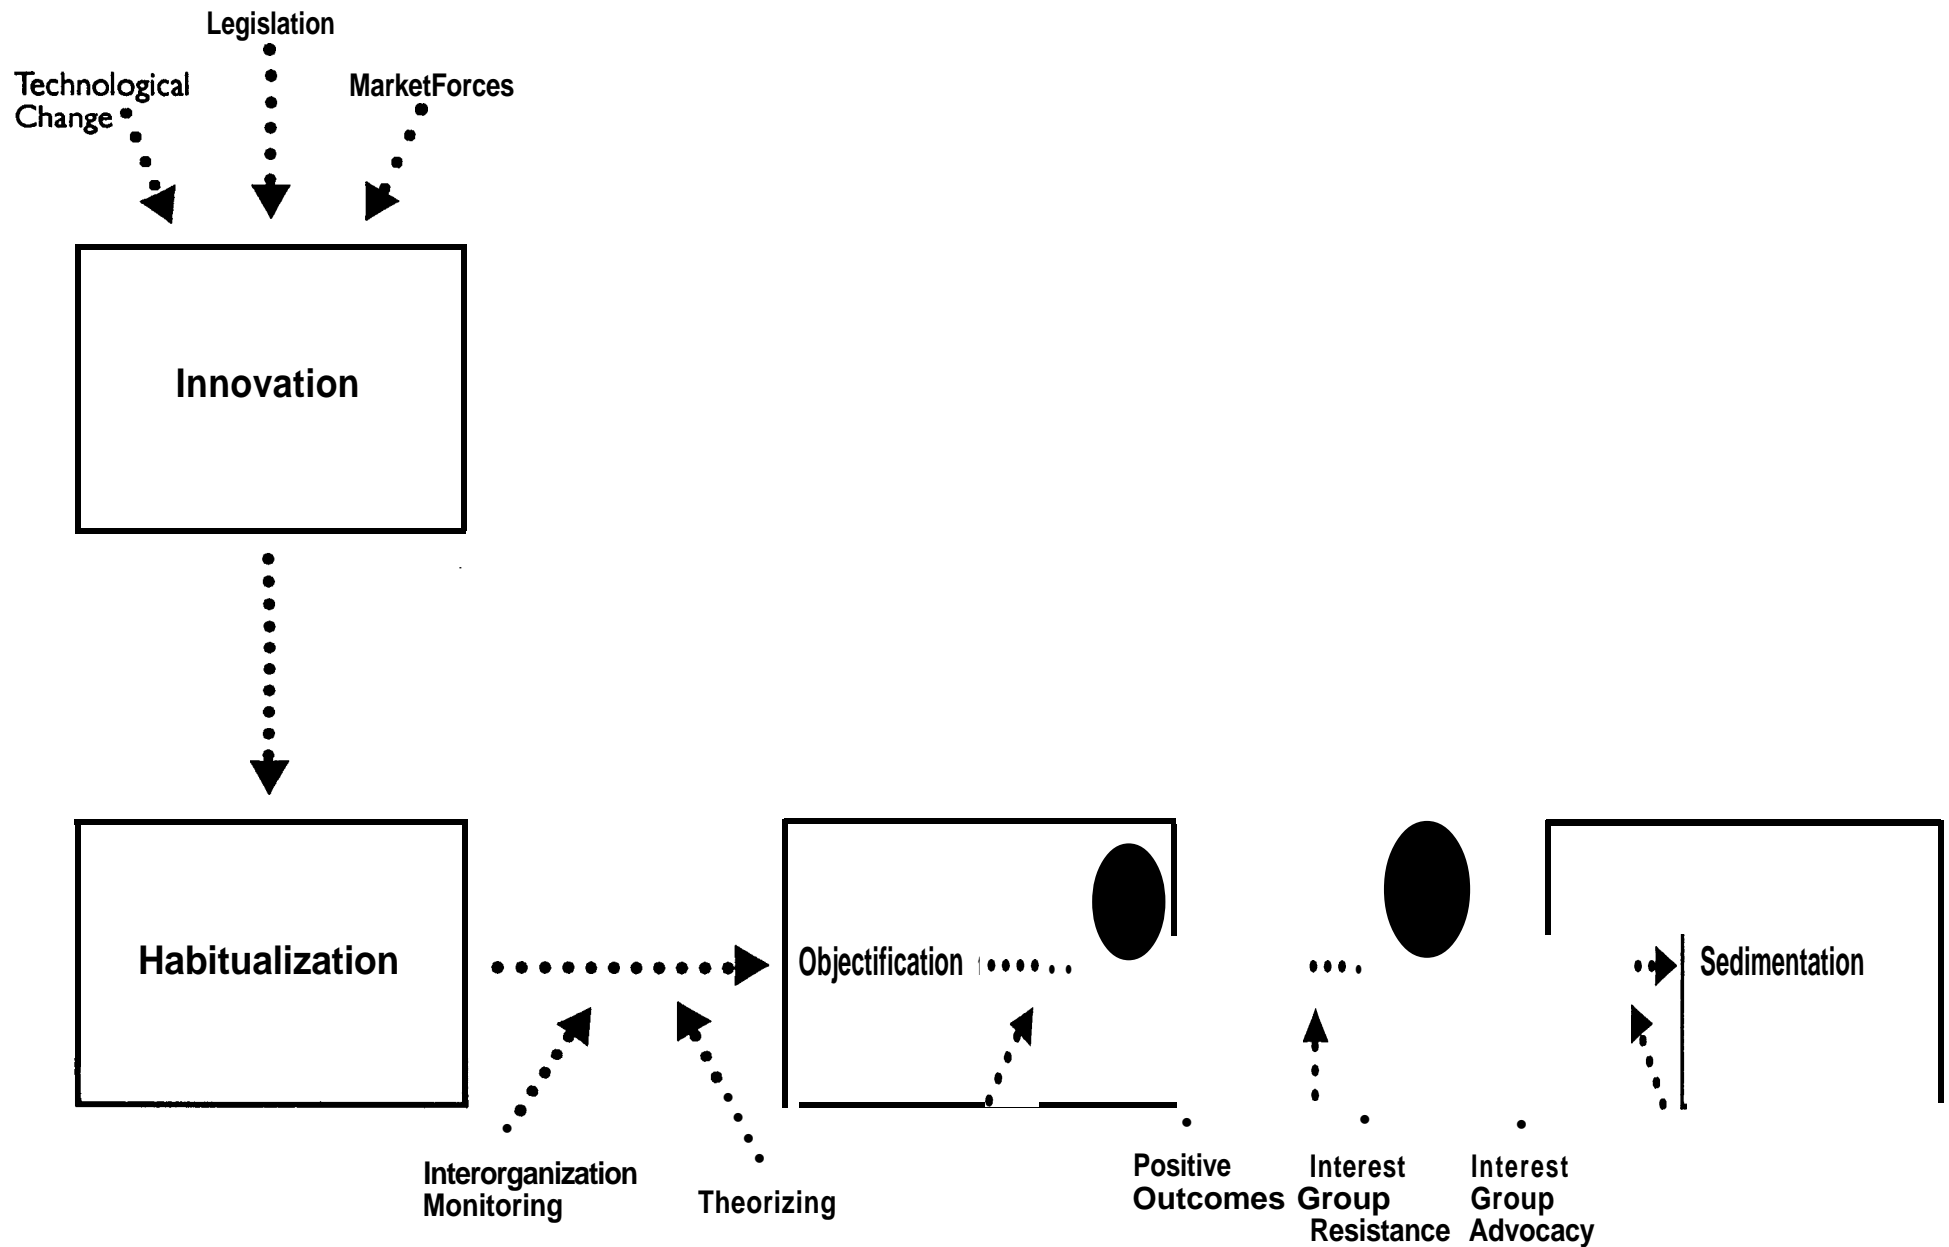 Legislation
Technological
Change
MarketForces
Innovation
Habitualization
Objectification
Sedimentation
Interorganization
Monitoring
Theorizing
Positive
Outcomes
Interest
Group
Resistance
Interest
Group
Advocacy